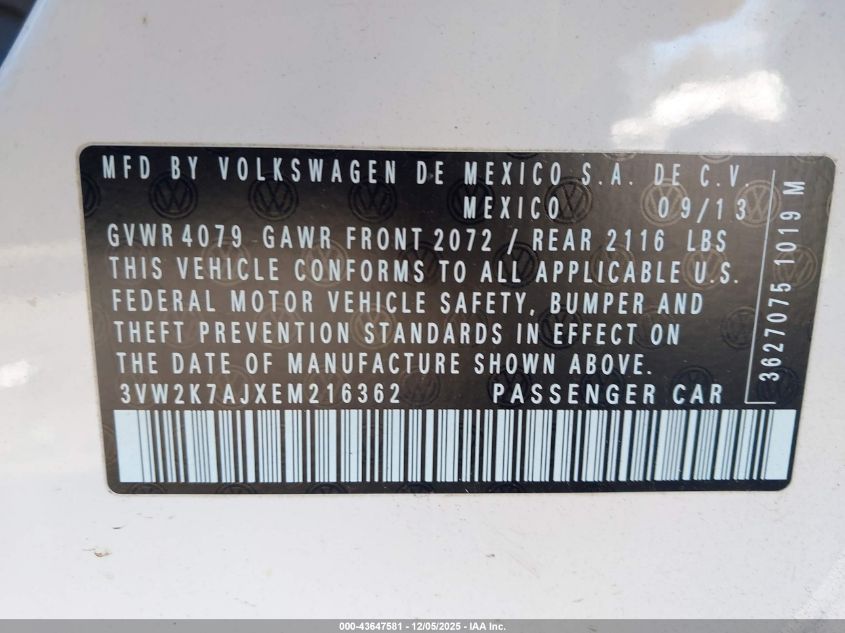 MFD BY VOLKSWAGEN DE MEXICO S.A. DE C.V
MEXICO 09/13
GVWR 4079 GAWR FRONT 2072 / REAR 2116 LBS
THIS VEHICLE CONFORMS TO ALL APPLICABLE U.S.
FEDERAL MOTOR VEHICLE SAFETY, BUMPER AND
THEFT PREVENTION STANDARDS IN EFFECT ON
THE DATE OF MANUFACTURE SHOWN ABOVE.
3VW2K7AJXEM216362 PASSENGER CAR
3627075 1019 M
000-43647581 - 12/05/2025 - IAA Inc.